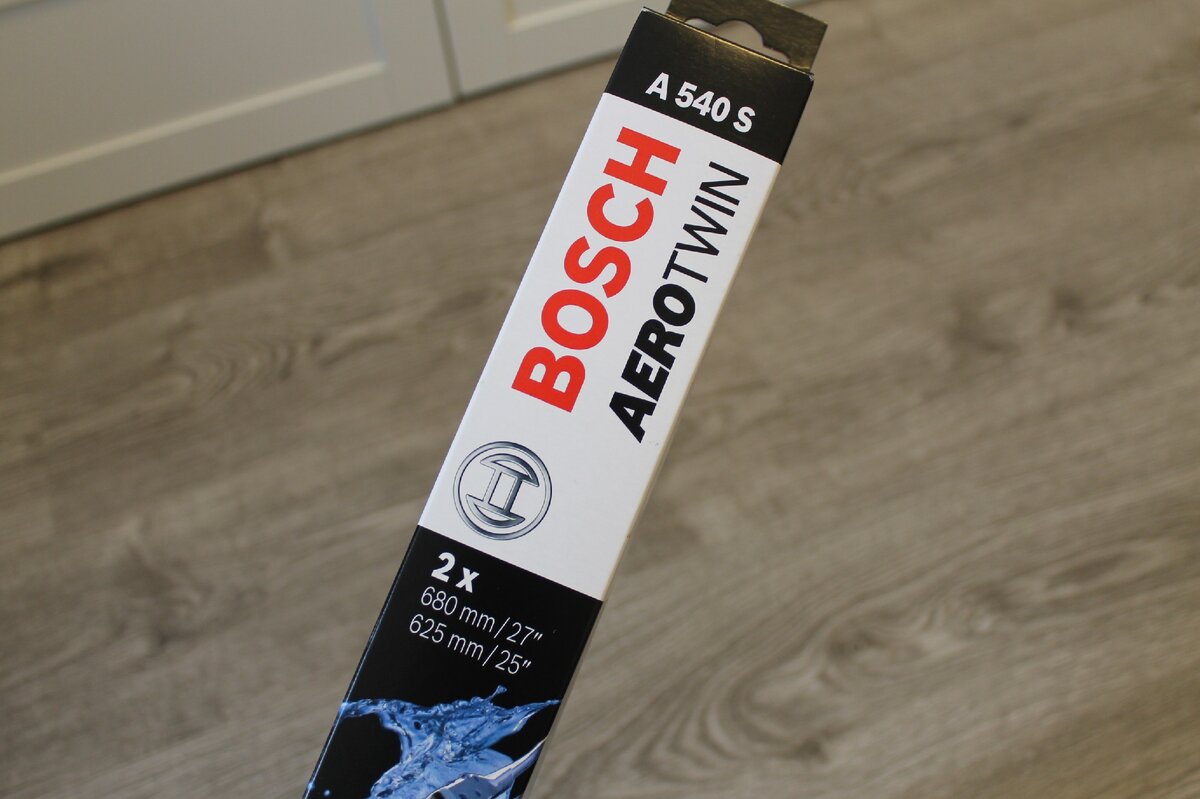 A 540 S
BOSCH
AEROTWIN
2 x
680 mm/27″
625 mm/25″